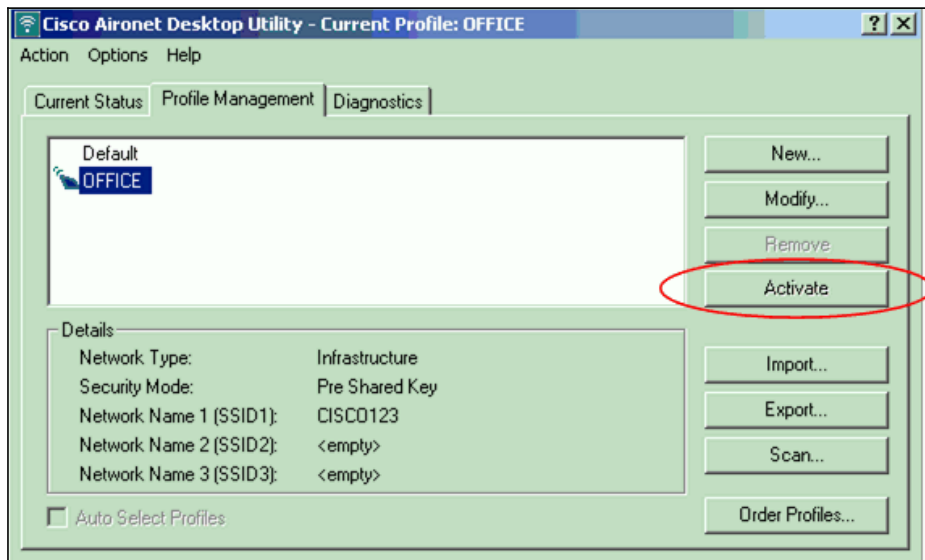 Cisco Aironet Desktop Utility - Current Profile: OFFICE
Action Options Help
Current Status Profile Management Diagnostics
Default
OFFICE
New...
Modify...
Remove
Activate
Details
Network Type: Infrastructure
Security Mode: Pre Shared Key
Network Name 1 (SSID1): CISCO123
Network Name 2 (SSID2): <empty>
Network Name 3 (SSID3): <empty>
Import...
Export...
Scan...
Auto Select Profiles
Order Profiles...